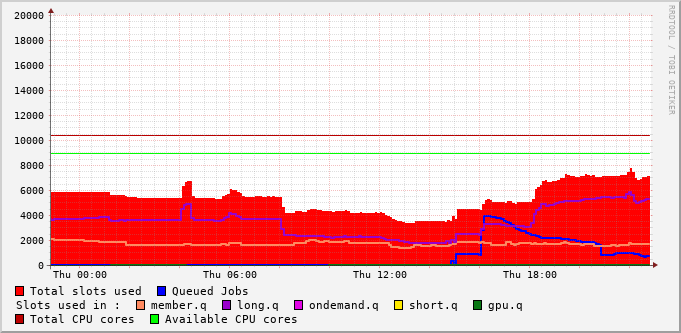 20000
18000
16000
14000
12000
10000
8000
6000
4000
2000
0
Thu 00:00 Thu 06:00 Thu 12:00 Thu 18:00
RRDTOOL / TOBI OETIKER
Total slots used Queued Jobs
Slots used in : member.q long.q ondemand.q short.q gpu.q
Total CPU cores Available CPU cores